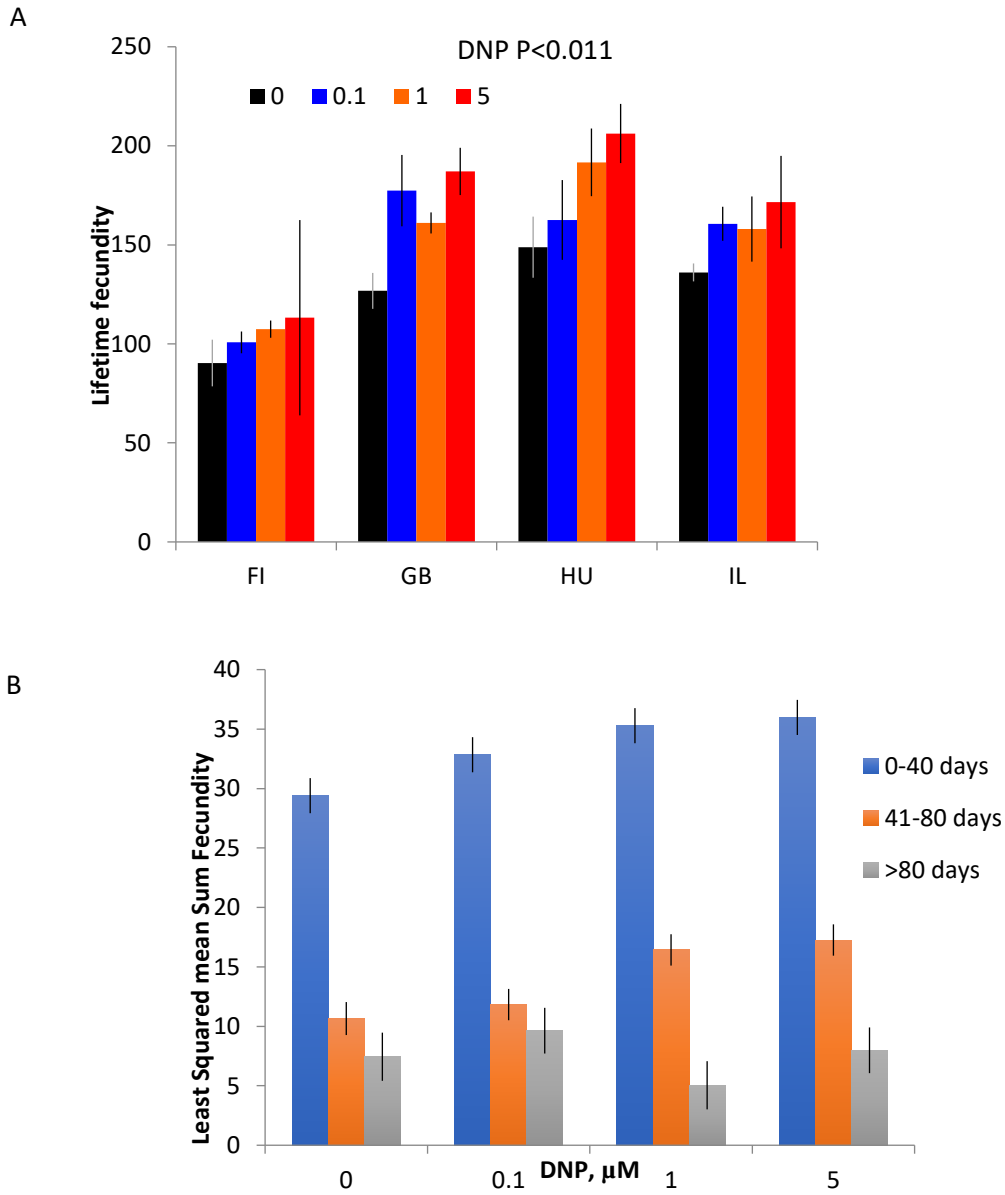 A
DNP P<0.011
0 0.1 1 5
250
200
150
100
50
0
Lifetime fecundity
FI GB HU IL
B
40
35
30
25
20
15
10
5
0
Least Squared mean Sum Fecundity
0-40 days
41-80 days
>80 days
0 0.1 1 5
DNP, μM